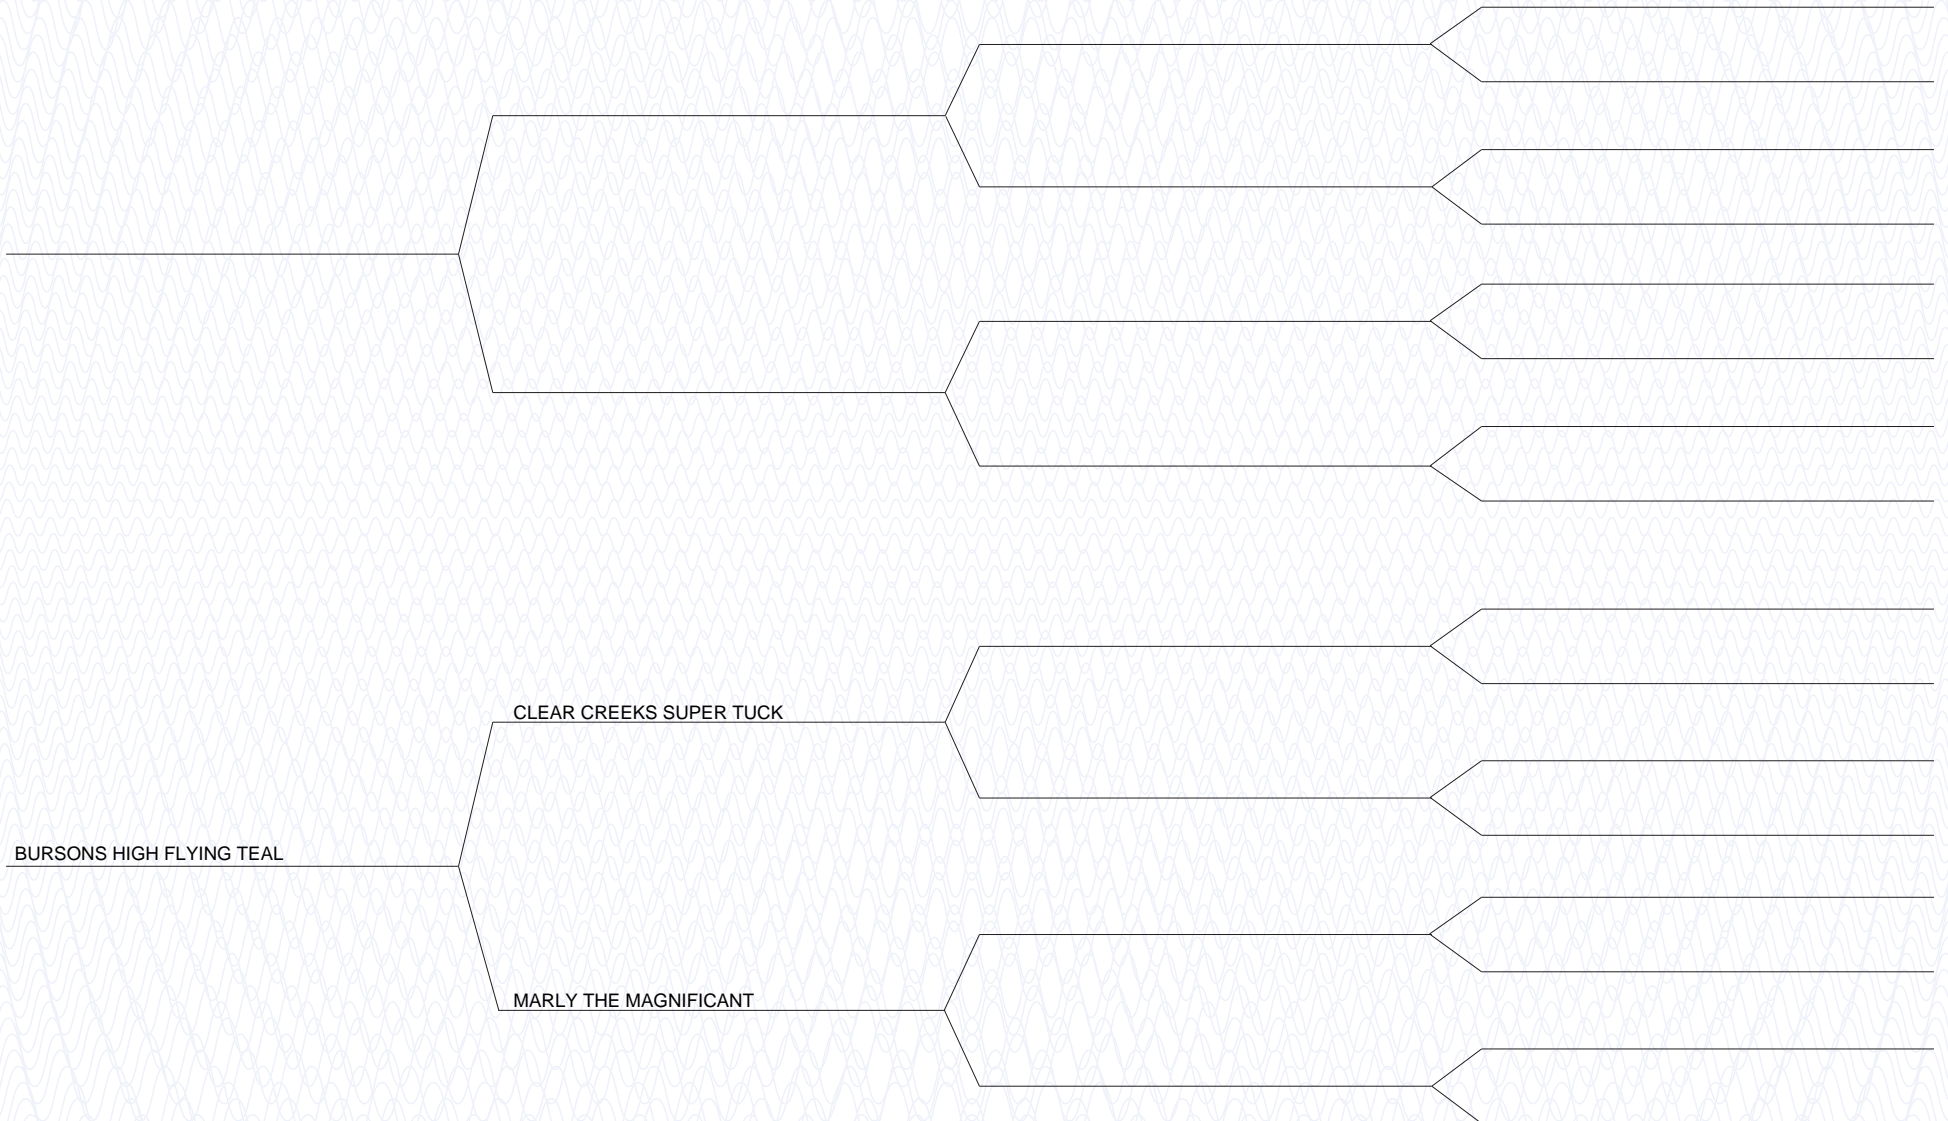 CLEAR CREEKS SUPER TUCK
BURSONS HIGH FLYING TEAL
MARLY THE MAGNIFICANT